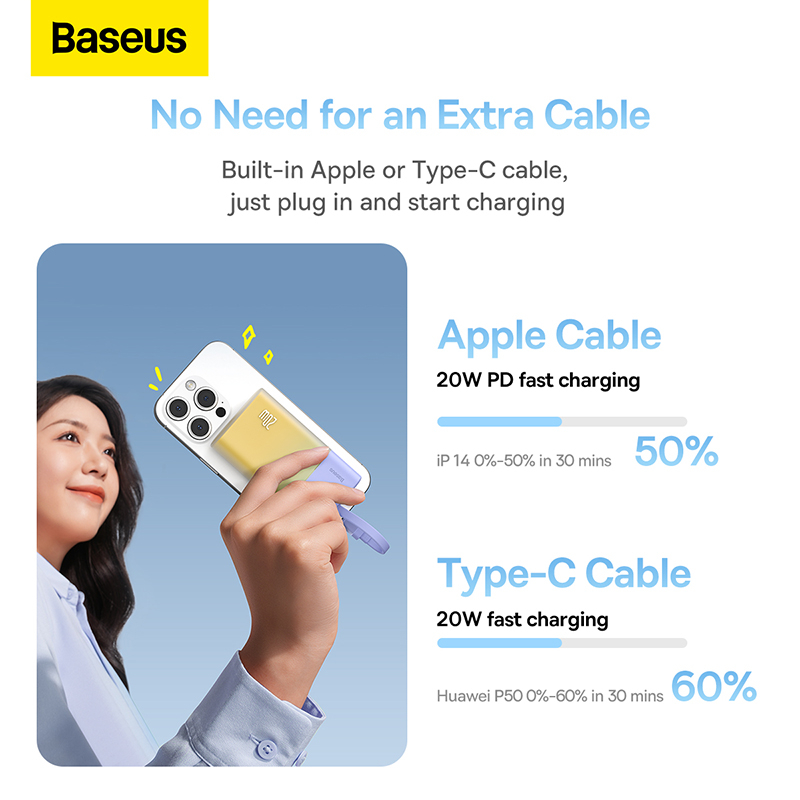 Baseus
No Need for an Extra Cable
Built-in Apple or Type-C cable,
just plug in and start charging
Apple Cable
20W PD fast charging
iP 14 0%-50% in 30 mins 50%
Baseus
Type-C Cable
20W fast charging
Huawei P50 0%-60% in 30 mins 60%